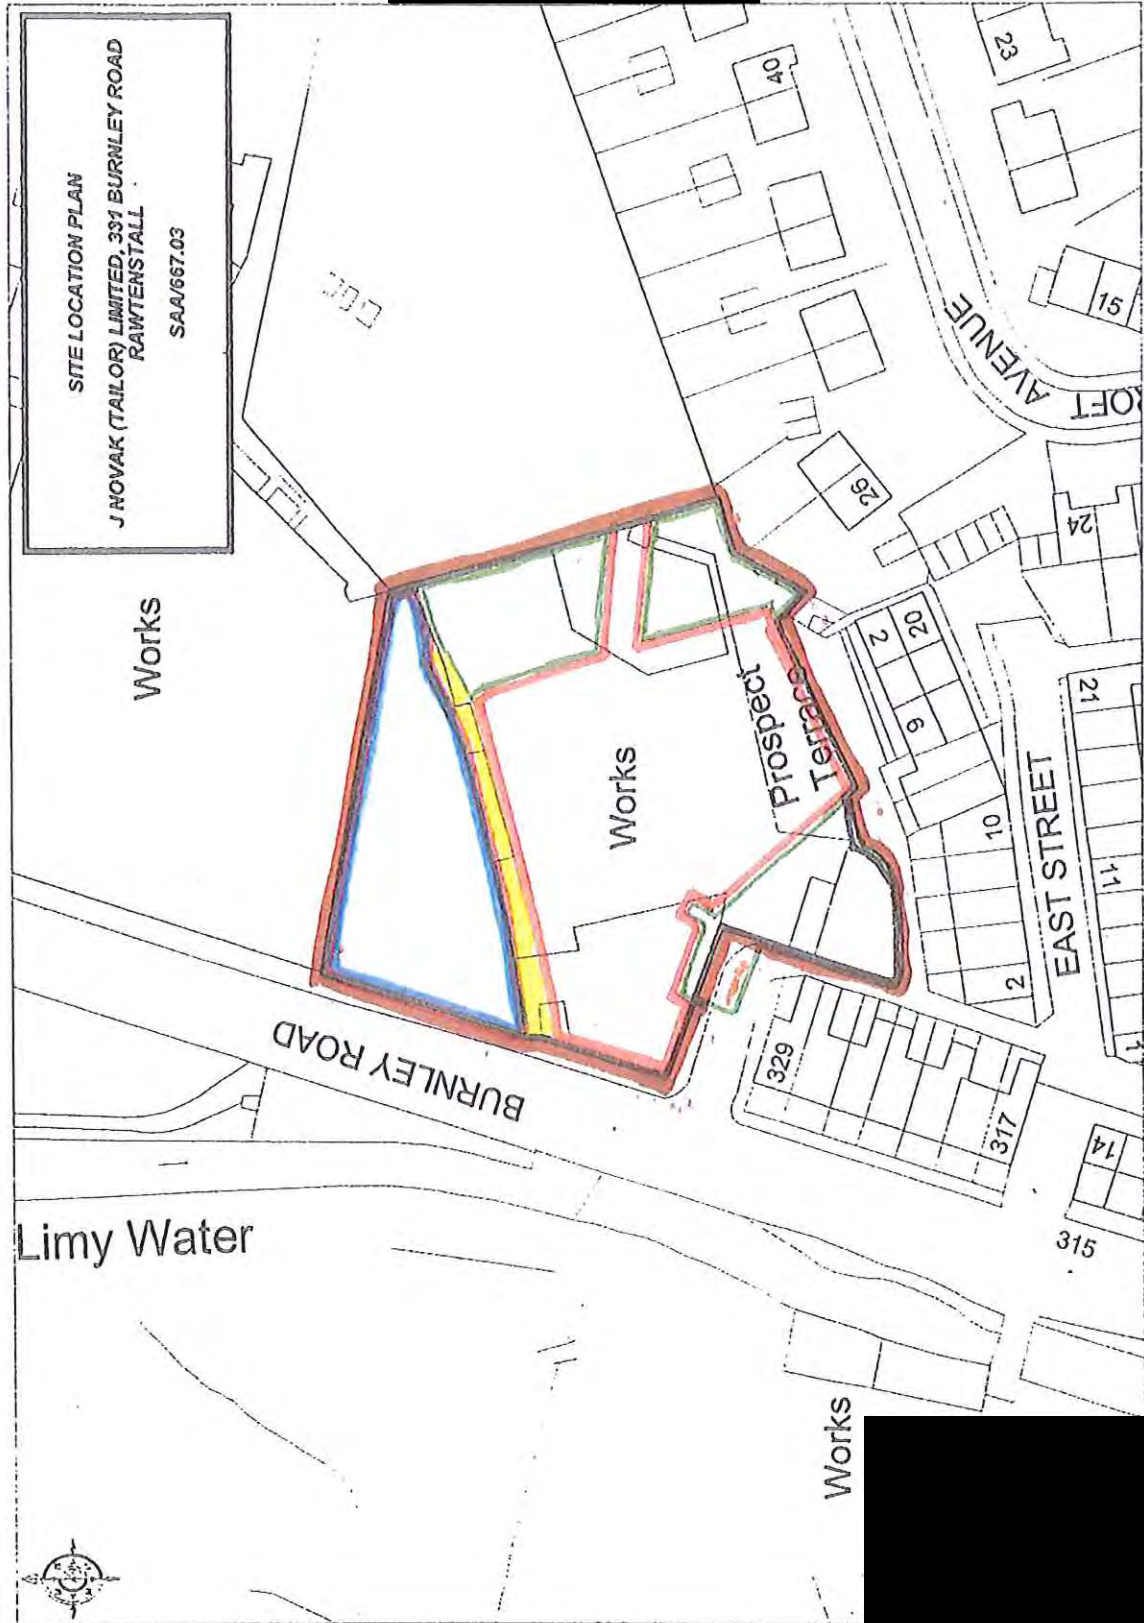 SITE LOCATION PLAN
J NOVAK (TAILOR) LIMITED, 331 BURNLEY ROAD
RAWTENSTALL
SAA/667.03
Works
40
23
15
AVENUE
ROFT
26
24
Works
Prospect
Terrace
2
20
9
21
10
11
EAST STREET
2
1
BURNLEY ROAD
329
317
14
315
Limy Water
Works